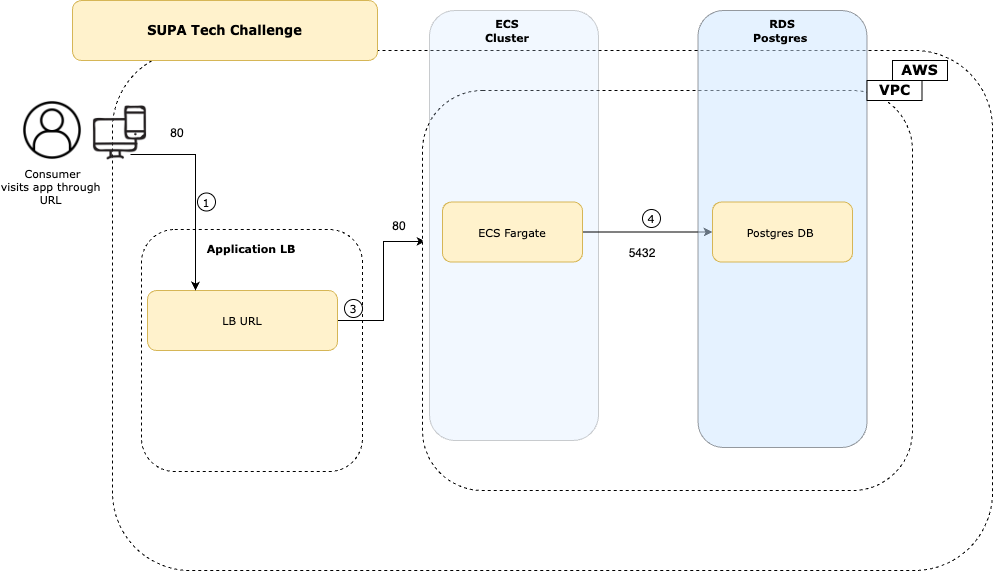 SUPA Tech Challenge
ECS
Cluster
RDS
Postgres
AWS
VPC
80
Consumer
visits app through
URL
1
80
Application LB
ECS Fargate
4
5432
Postgres DB
3
LB URL